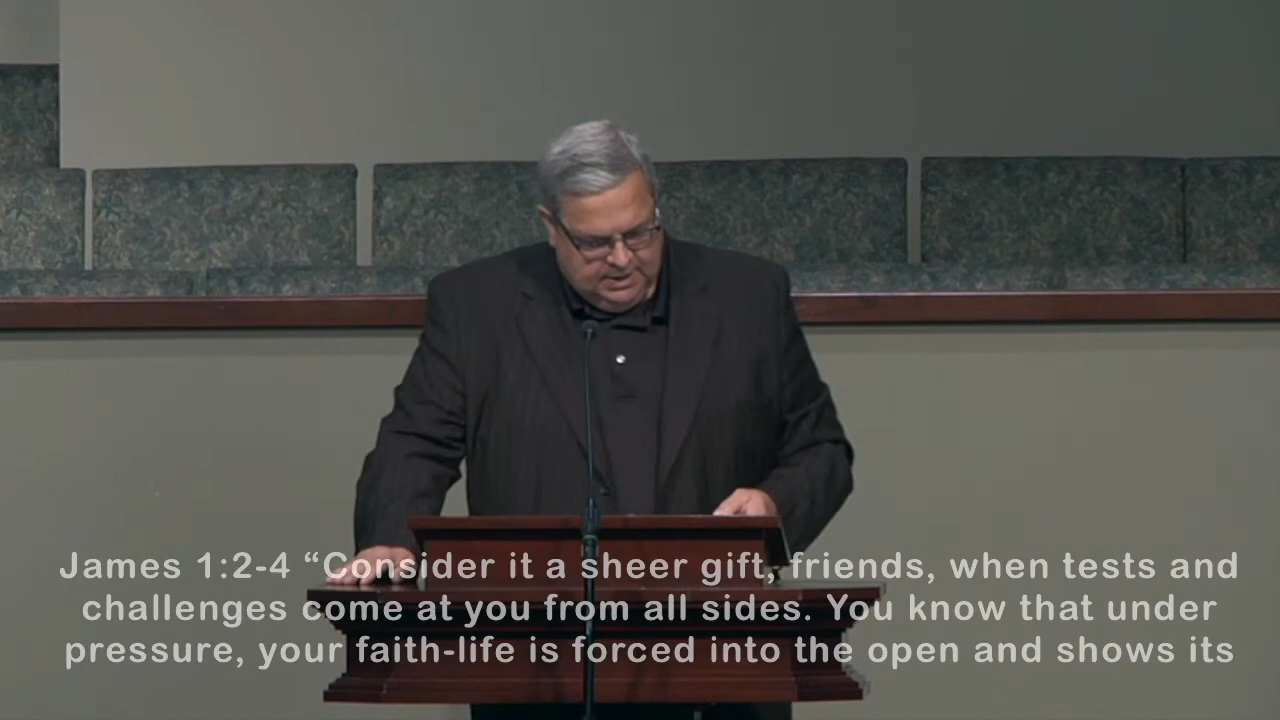 James 1:2-4 “Consider it a sheer gift, friends, when tests and
challenges come at you from all sides. You know that under
pressure, your faith-life is forced into the open and shows its